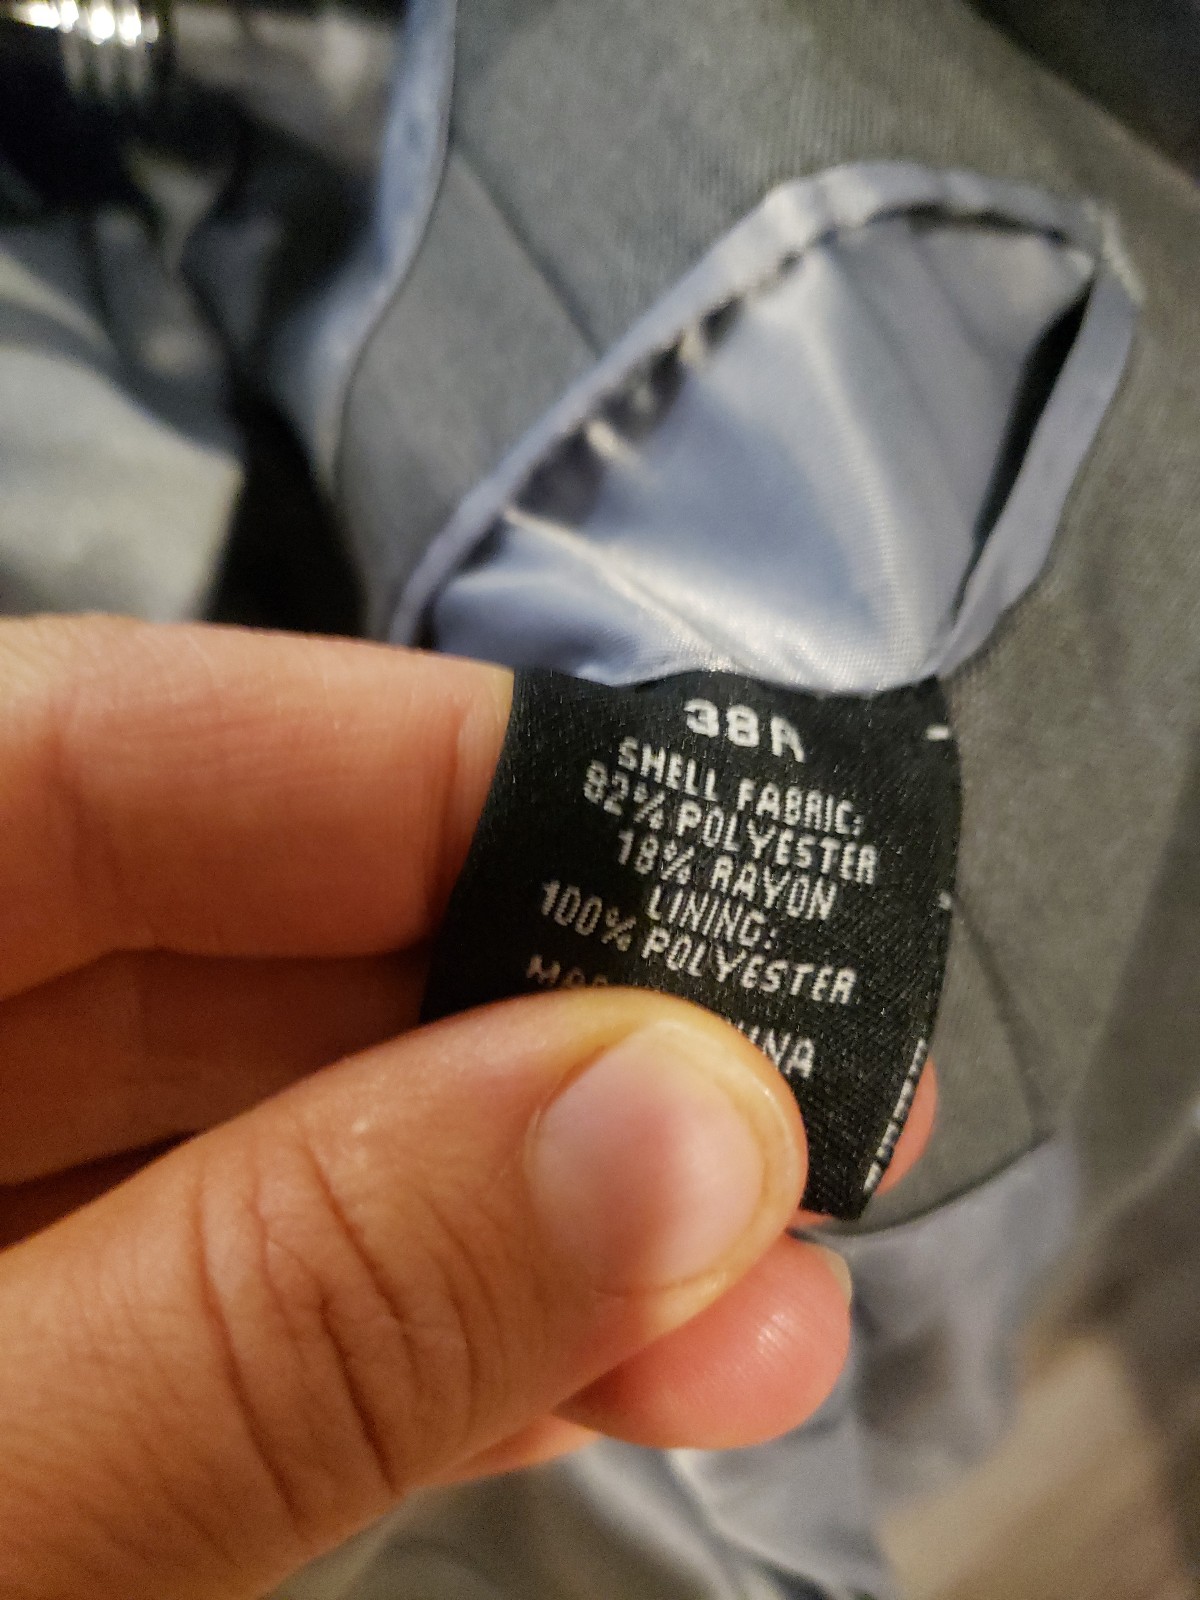 38R
SHELL FABRIC:
82% POLYESTER
18% RAYON
LINING:
100% POLYESTER